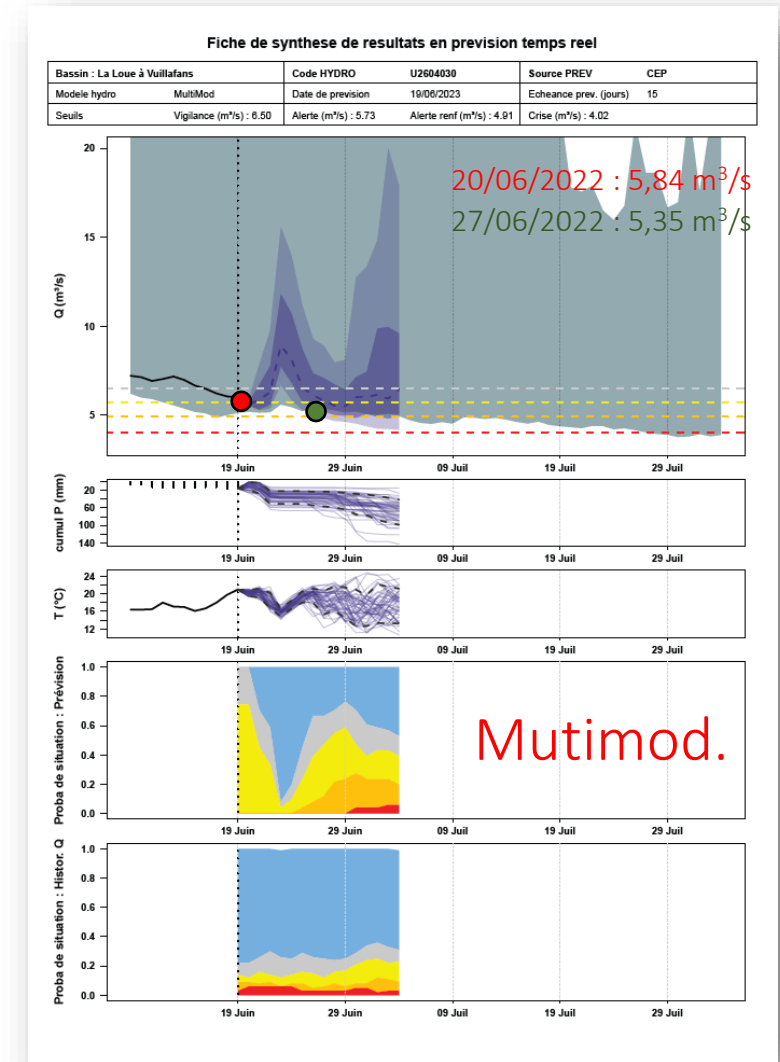 Fiche de synthese de resultats en prevision temps reel
Bassin : La Loue à Vuillafans Code HYDRO U2604030 Source PREV CEP
Modele hydro MultiMod Date de prevision 19/06/2023 Echeance prev. (jours) 15
Seuils Vigilance (m³/s) : 6.50 Alerte (m³/s) : 5.73 Alerte renf (m³/s) : 4.91 Crise (m³/s) : 4.02
20/06/2022 : 5,84 m³/s
27/06/2022 : 5,35 m³/s
Q (m³/s)
20
15
10
5
19 Juin 29 Juin 09 Juil 19 Juil 29 Juil
cumul P (mm)
20
60
100
140
19 Juin 29 Juin 09 Juil 19 Juil 29 Juil
T (°C)
24
20
16
12
19 Juin 29 Juin 09 Juil 19 Juil 29 Juil
Proba de situation : Prévision
1.0
0.8
0.6
0.4
0.2
0.0
Mutimod.
19 Juin 29 Juin 09 Juil 19 Juil 29 Juil
Proba de situation : Histor. Q
1.0
0.8
0.6
0.4
0.2
0.0
19 Juin 29 Juin 09 Juil 19 Juil 29 Juil